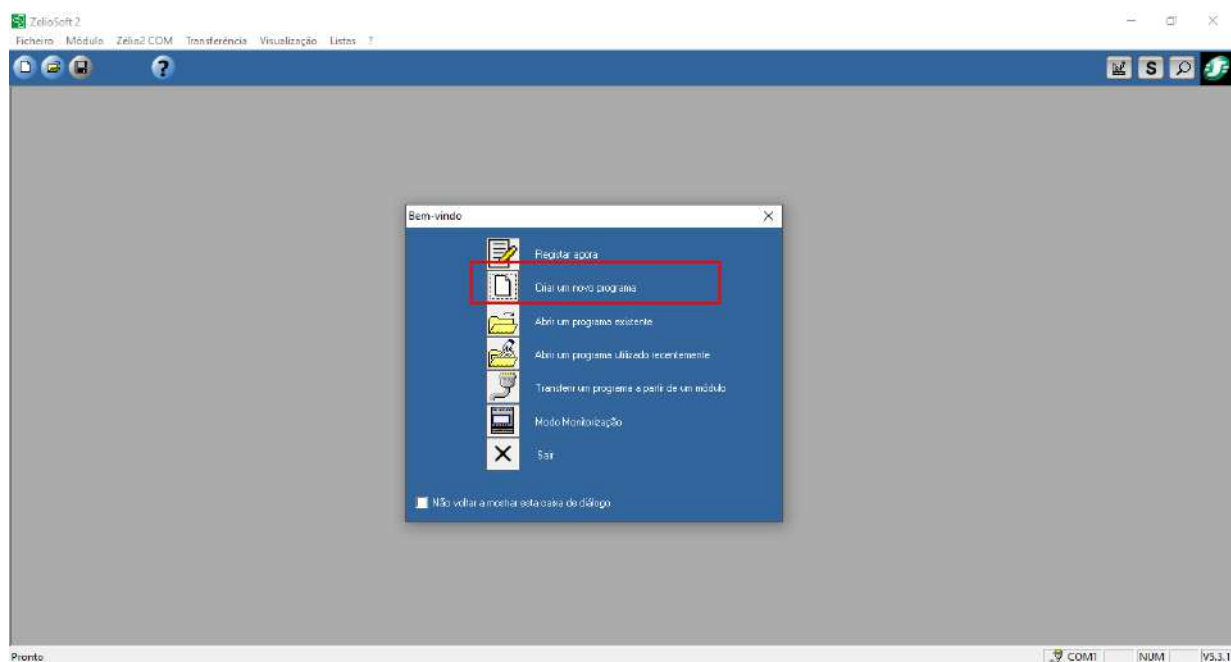 ZelioSoft 2
Ficheiro Módulo Zélio2 COM Transferência Visualização Listas ?
S
Bem-vindo
Registar agora
Criar um novo programa
Abrir um programa existente
Abrir um programa utilizado recentemente
Transferir um programa a partir de um módulo
Modo Monitorização
Sair
Não voltar a mostrar esta caixa de diálogo
Pronto COM1 NUM V5.3.1